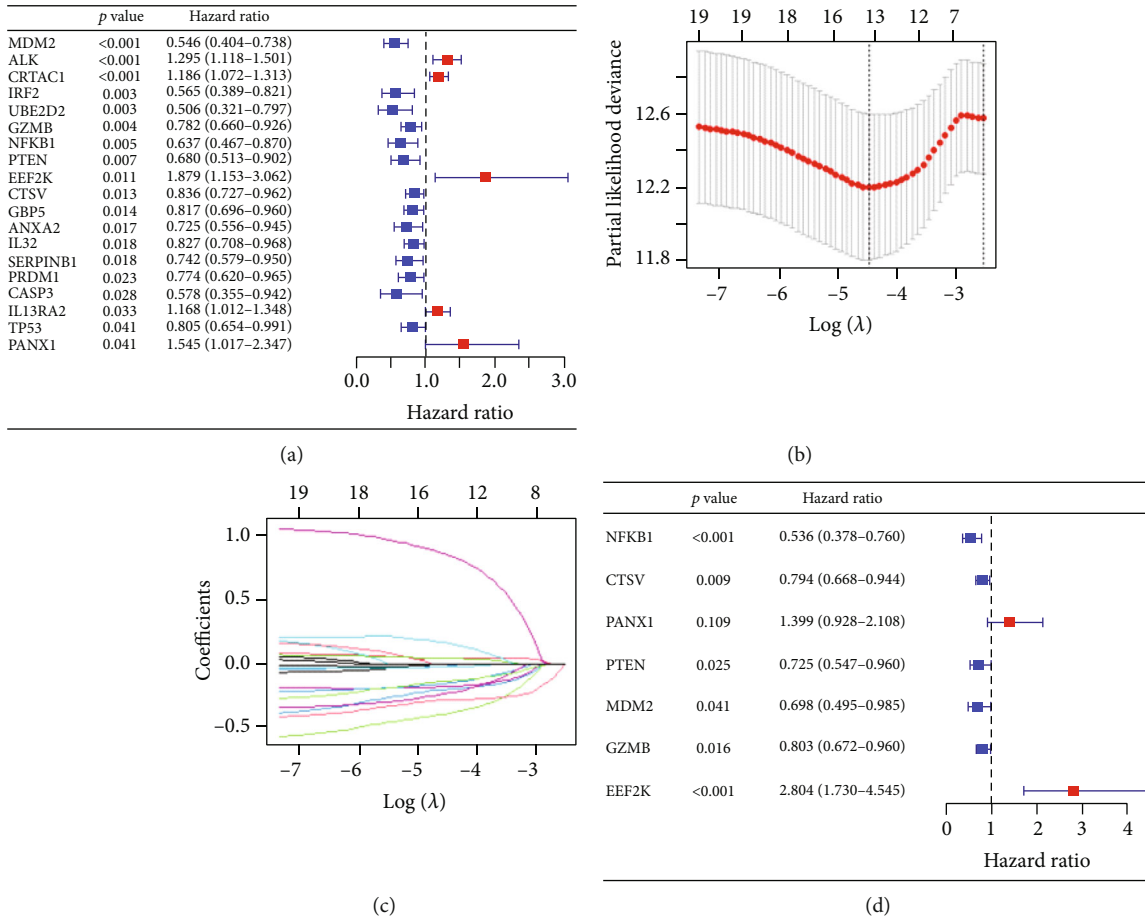 p value Hazard ratio
MDM2 <0.001 0.546 (0.404–0.738)
ALK <0.001 1.295 (1.118–1.501)
CRTAC1 <0.001 1.186 (1.072–1.313)
IRF2 0.003 0.565 (0.389–0.821)
UBE2D2 0.003 0.506 (0.321–0.797)
GZMB 0.004 0.782 (0.660–0.926)
NFKB1 0.005 0.637 (0.467–0.870)
PTEN 0.007 0.680 (0.513–0.902)
EEF2K 0.011 1.879 (1.153–3.062)
CTSV 0.013 0.836 (0.727–0.962)
GBP5 0.014 0.817 (0.696–0.960)
ANXA2 0.017 0.725 (0.556–0.945)
IL32 0.018 0.827 (0.708–0.968)
SERPINB1 0.018 0.742 (0.579–0.950)
PRDM1 0.023 0.774 (0.620–0.965)
CASP3 0.028 0.578 (0.355–0.942)
IL13RA2 0.033 1.168 (1.012–1.348)
TP53 0.041 0.805 (0.654–0.991)
PANX1 0.041 1.545 (1.017–2.347)
0.0 1.0 2.0 3.0
Hazard ratio
(a)
19 19 18 16 13 12 7
Partial likelihood deviance
12.6
12.2
11.8
–7 –6 –5 –4 –3
Log (λ)
(b)
19 18 16 12 8
Coefficients
1.0
0.5
0.0
–0.5
–7 –6 –5 –4 –3
Log (λ)
(c)
p value Hazard ratio
NFKB1 <0.001 0.536 (0.378–0.760)
CTSV 0.009 0.794 (0.668–0.944)
PANX1 0.109 1.399 (0.928–2.108)
PTEN 0.025 0.725 (0.547–0.960)
MDM2 0.041 0.698 (0.495–0.985)
GZMB 0.016 0.803 (0.672–0.960)
EEF2K <0.001 2.804 (1.730–4.545)
0 1 2 3 4
Hazard ratio
(d)